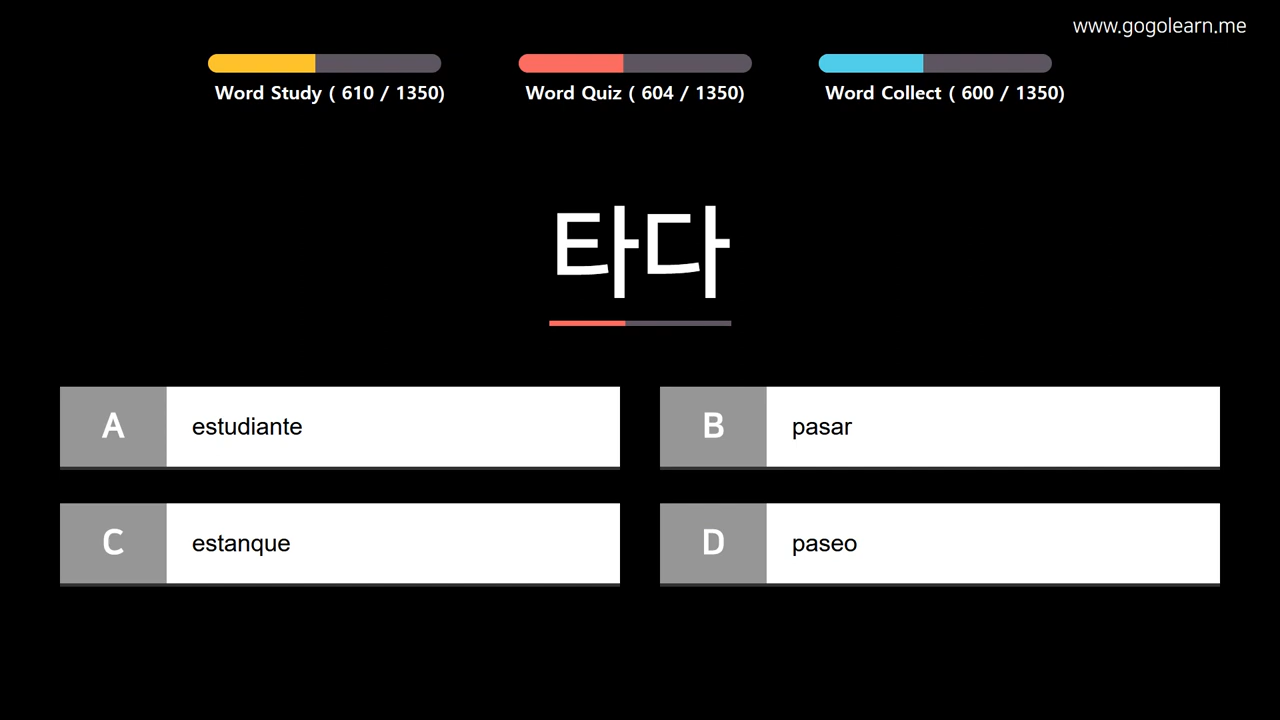 www.gogolearn.me
Word Study ( 610 / 1350)
Word Quiz ( 604 / 1350)
Word Collect ( 600 / 1350)
타다
A estudiante
B pasar
C estanque
D paseo